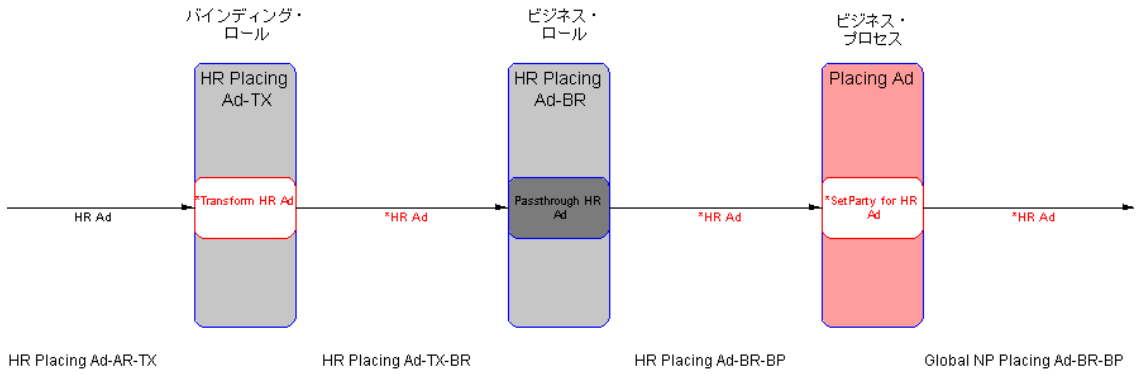 バインディング・
ロール
ビジネス・
ロール
ビジネス・
プロセス
HR Placing
Ad-TX
HR Placing
Ad-BR
Placing Ad
*Transform HR Ad
Passthrough HR
Ad
*SetParty for HR
Ad
HR Ad
*HR Ad
*HR Ad
*HR Ad
HR Placing Ad-AR-TX
HR Placing Ad-TX-BR
HR Placing Ad-BR-BP
Global NP Placing Ad-BR-BP